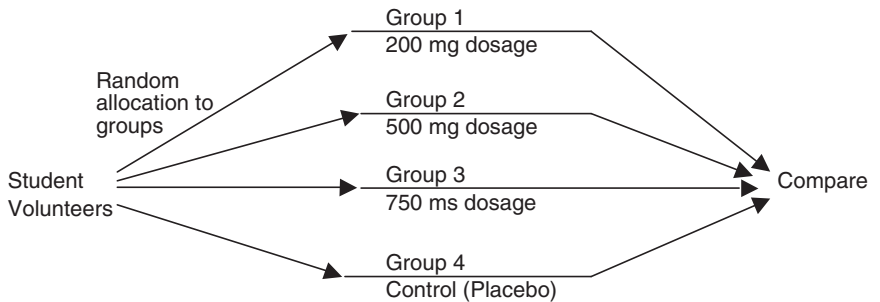 Group 1
200 mg dosage
Random
allocation to
groups
Group 2
500 mg dosage
Student
Volunteers
Group 3
750 ms dosage
Compare
Group 4
Control (Placebo)